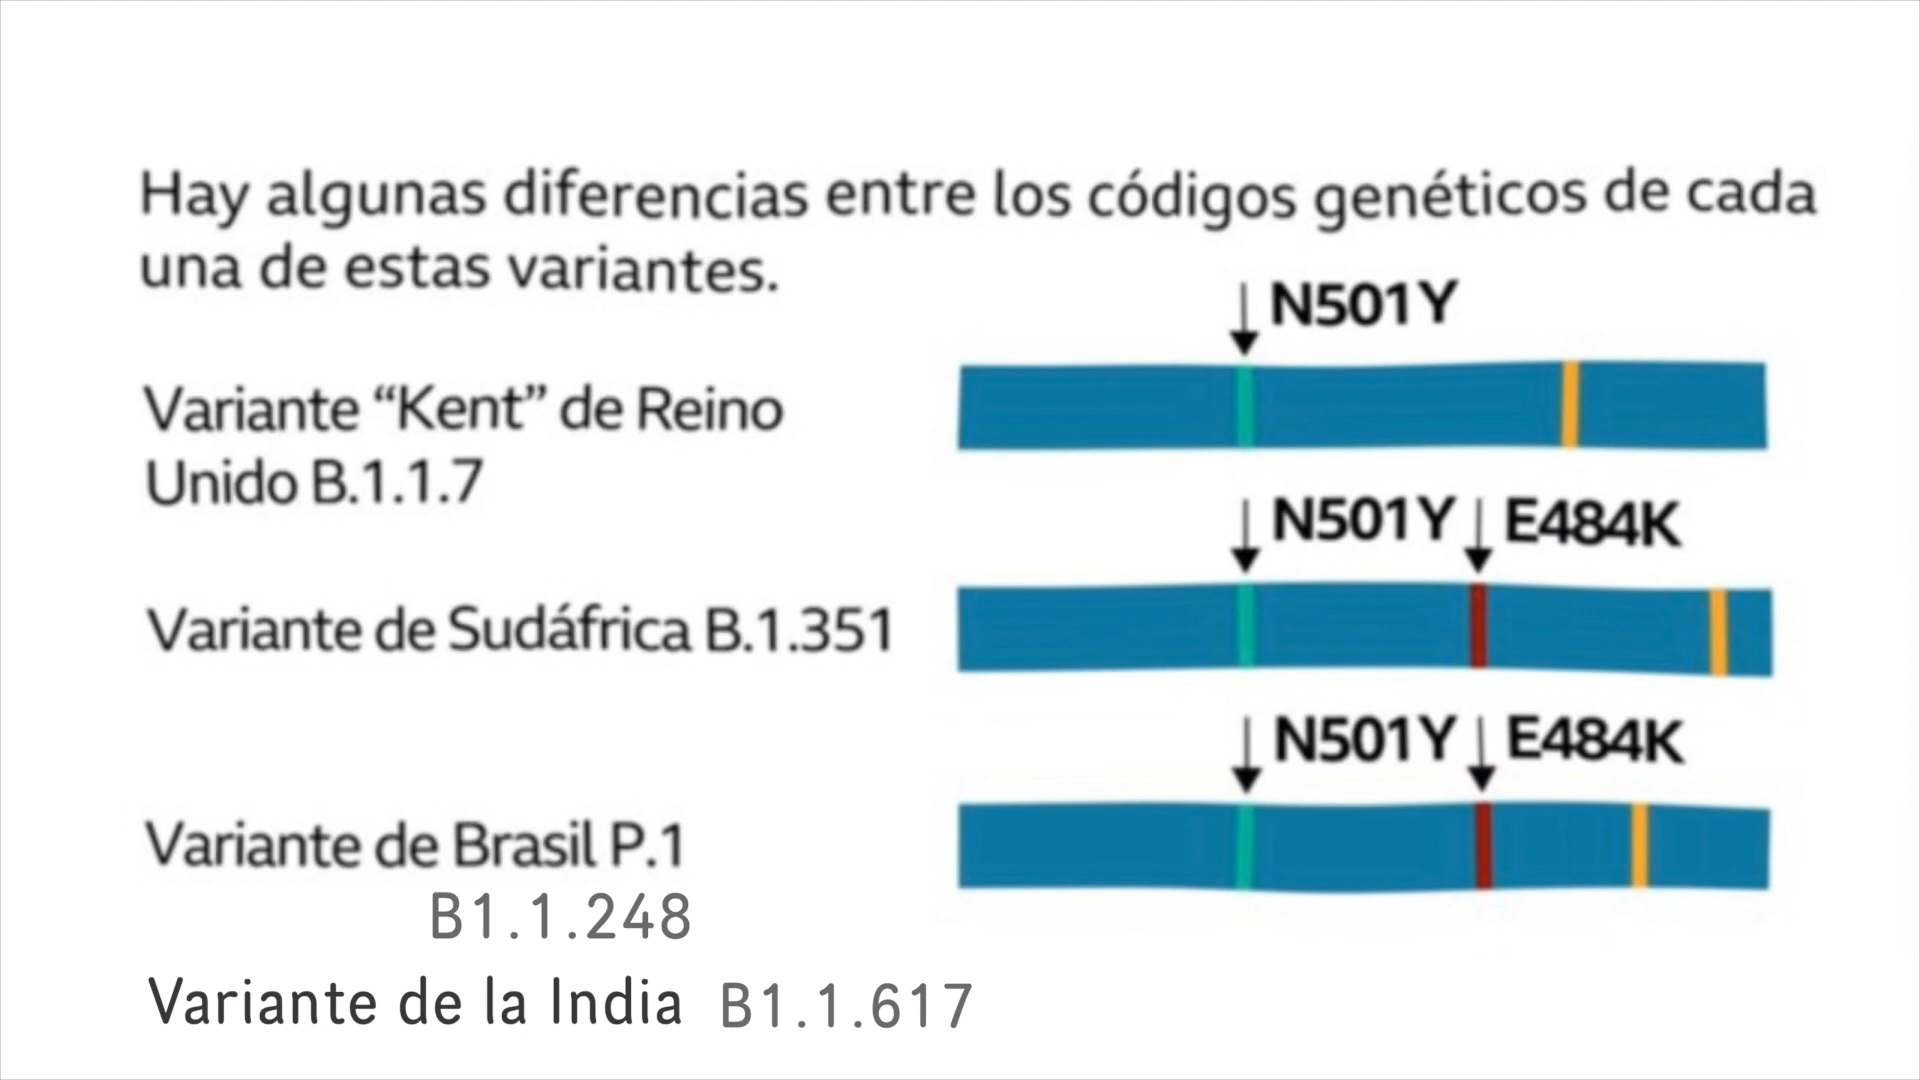 Hay algunas diferencias entre los códigos genéticos de cada
una de estas variantes.
N501Y
Variante “Kent” de Reino
Unido B.1.1.7
N501Y E484K
Variante de Sudáfrica B.1.351
N501Y E484K
Variante de Brasil P.1
B1.1.248
Variante de la India B1.1.617